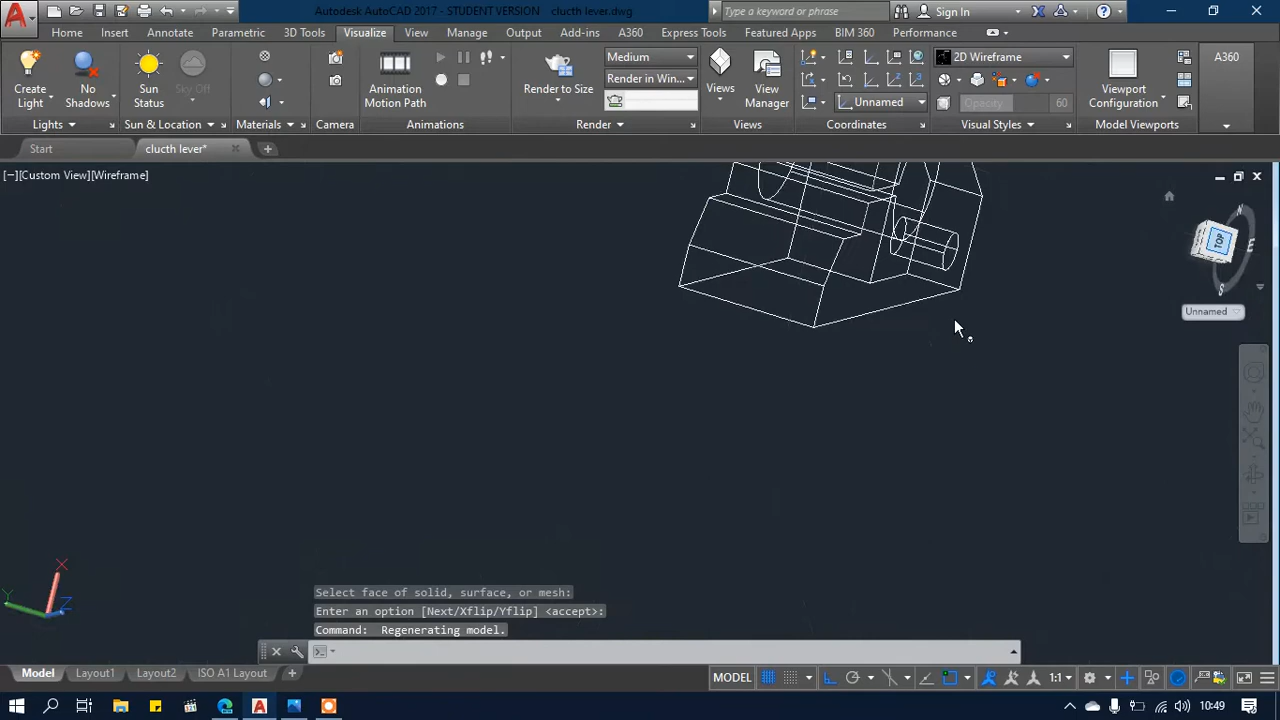 Autodesk AutoCAD 2017 - STUDENT VERSION clucth lever.dwg
Type a keyword or phrase
Sign In
Home Insert Annotate Parametric 3D Tools Visualize View Manage Output Add-ins A360 Express Tools Featured Apps BIM 360 Performance
Create Light
No Shadows
Sun Status
Sky Off
Animation Motion Path
Render to Size
Medium
Render in Win...
Views
View Manager
Unnamed
2D Wireframe
Opacity 60
Viewport Configuration
A360
Lights Sun & Location Materials Camera Animations Render Views Coordinates Visual Styles Model Viewports
Start clucth lever*
[−][Custom View][Wireframe]
N
TOP
E
S
Unnamed
X
Y
Z
Select face of solid, surface, or mesh:
Enter an option [Next/Xflip/Yflip] <accept>:
Command: Regenerating model.
Model Layout1 Layout2 ISO A1 Layout
MODEL
1:1
10:49